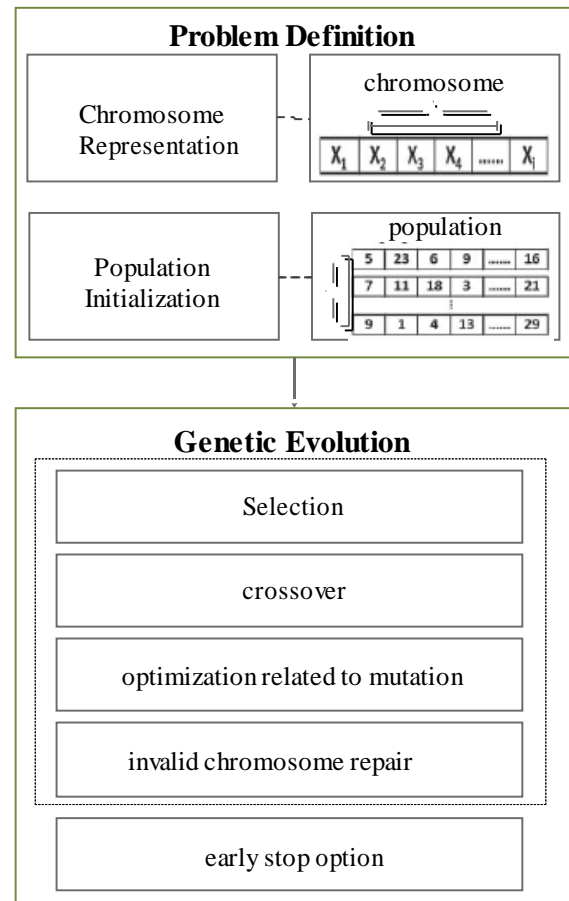 Problem Definition
Chromosome
Representation
chromosome
X1 X2 X3 X4 ...... Xi
Population
Initialization
population
5 23 6 9 ...... 16
7 11 18 3 ...... 21
⋮
9 1 4 13 ...... 29
Genetic Evolution
Selection
crossover
optimization related to mutation
invalid chromosome repair
early stop option